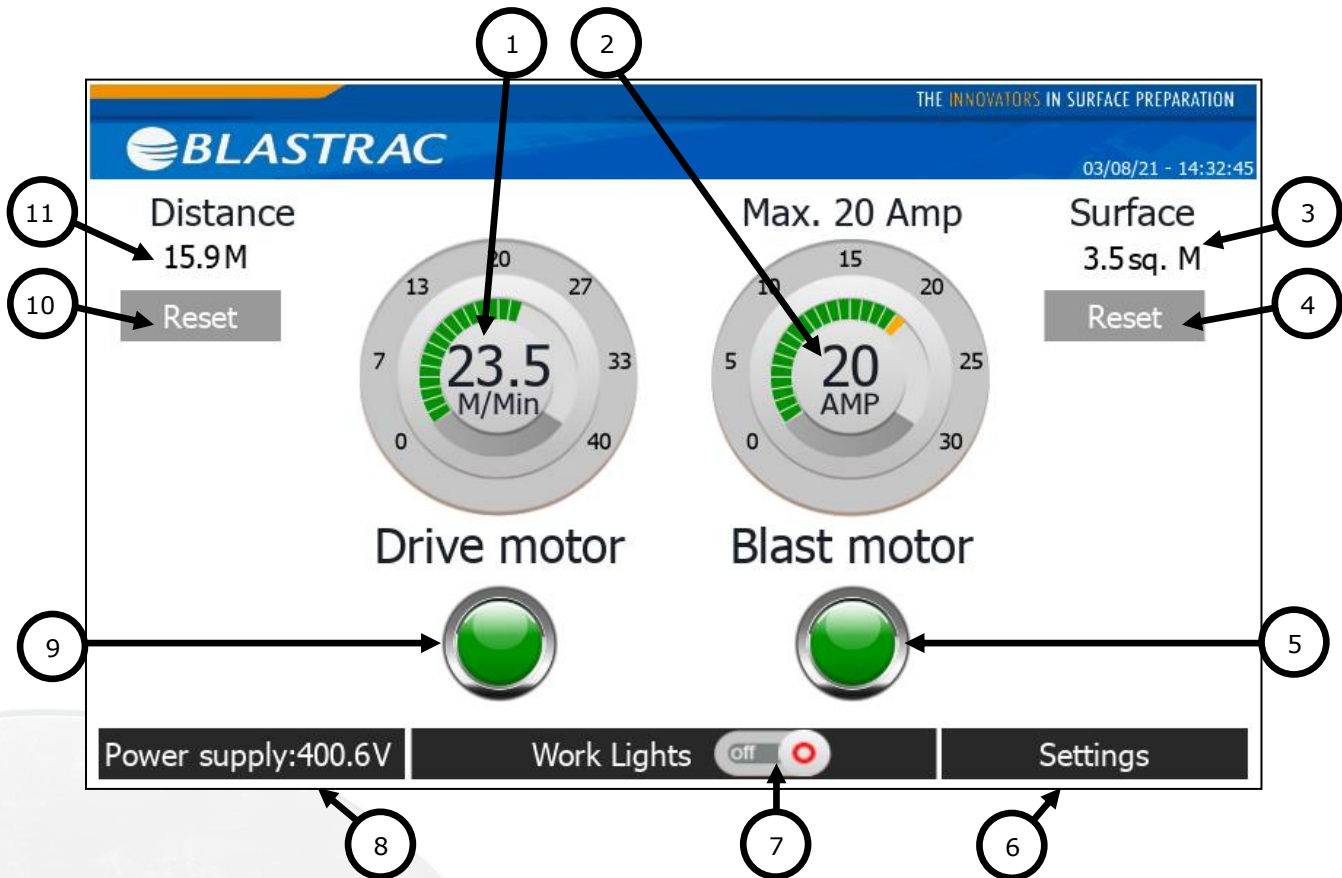 1
2
THE INNOVATORS IN SURFACE PREPARATION
BLASTRAC
03/08/21 - 14:32:45
11
Distance
15.9M
10
Reset
Max. 20 Amp
Surface
3.5sq. M
3
Reset
4
0
7
13
20
27
33
40
23.5
M/Min
0
5
10
15
20
25
30
20
AMP
Drive motor
Blast motor
9
5
Power supply:400.6V
Work Lights
off
Settings
8
7
6